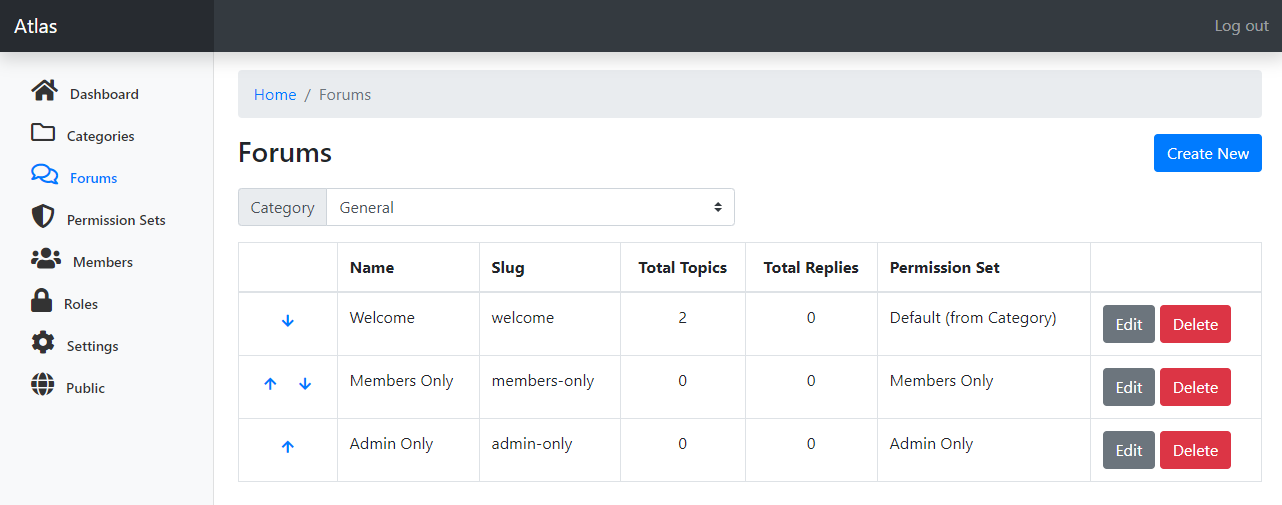 Atlas
Log out
Dashboard
Categories
Forums
Permission Sets
Members
Roles
Settings
Public
Home / Forums
Forums
Create New
Category General
Name Slug Total Topics Total Replies Permission Set
Welcome welcome 2 0 Default (from Category) Edit Delete
Members Only members-only 0 0 Members Only Edit Delete
Admin Only admin-only 0 0 Admin Only Edit Delete